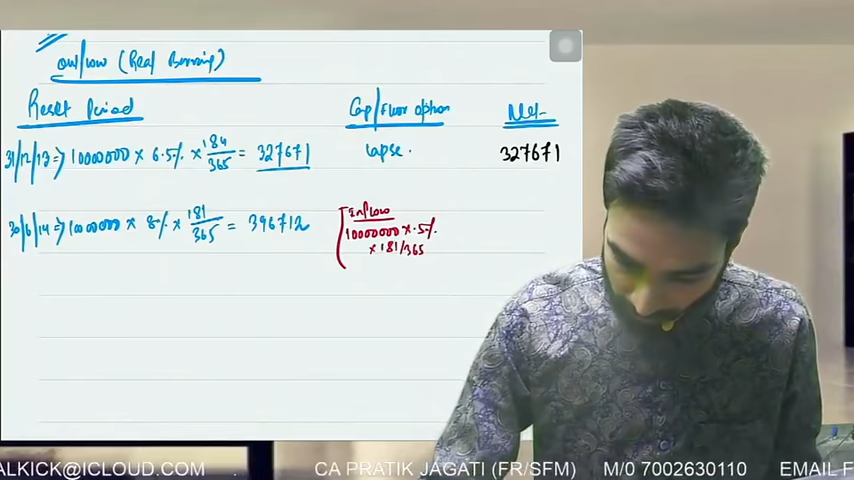 outflow (Real Borrowing)
Reset Period Cap/Floor option Net
31/12/13 => 10000000 × 6.5% × 184/365 = 327671 lapse. 327671
30/6/14 => 10000000 × 8% × 181/365 = 396712
Inflow
10000000 × .5%
× 181/365
ALKICK@ICLOUD.COM CA PRATIK JAGATI (FR/SFM) M/0 7002630110 EMAIL F